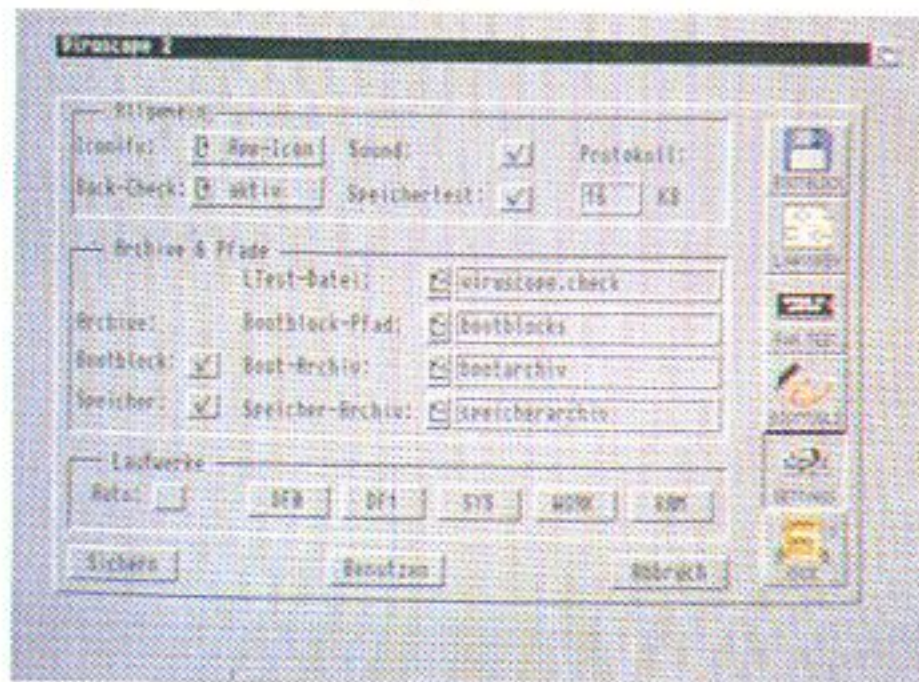 Viruscope 2
Allgemein
Iconify: App-Icon Sound: Protokoll:
Back-Check: aktiv Speichertest: 16 KB
Archive & Pfade
LTest-Datei: viruscope.check
Archive: Bootblock-Pfad: bootblocks
Bootblock: Boot-Archiv: bootarchiv
Speicher: Speicher-Archiv: speicherarchiv
Laufwerke
Auto: DF0 DF1 SYS WORK RAM
Sichern Benutzen Abbruch
SETTINGS